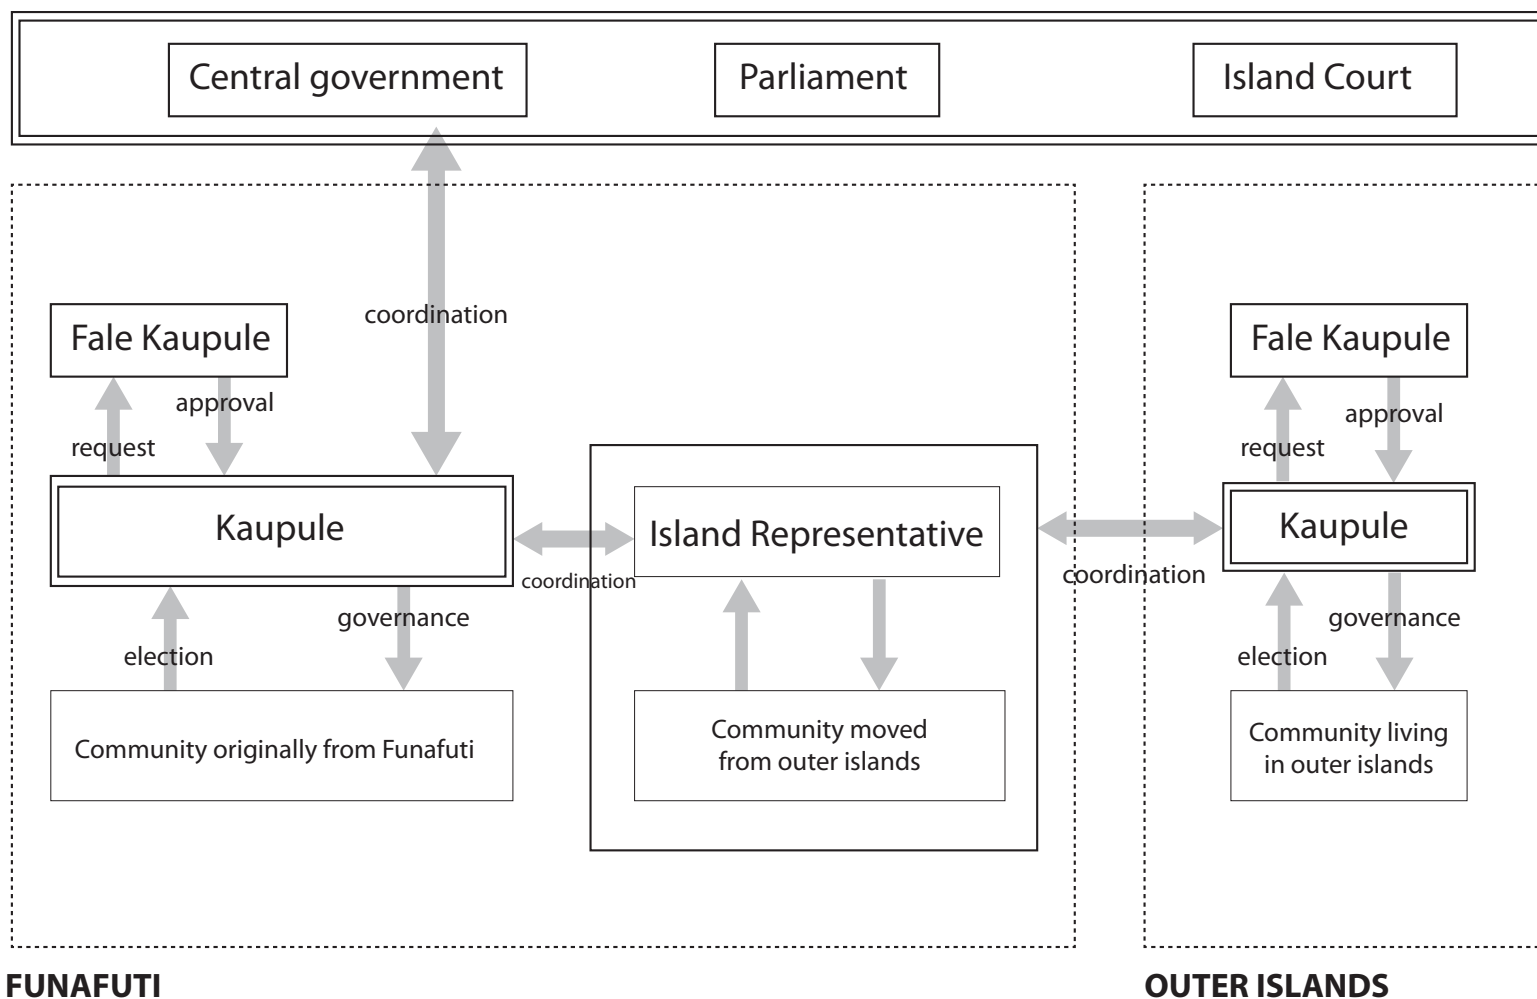 Central government
Parliament
Island Court
coordination
Fale Kaupule
approval
request
Kaupule
coordination
Island Representative
election
governance
Community originally from Funafuti
Community moved
from outer islands
coordination
Fale Kaupule
approval
request
Kaupule
governance
election
Community living
in outer islands
FUNAFUTI
OUTER ISLANDS